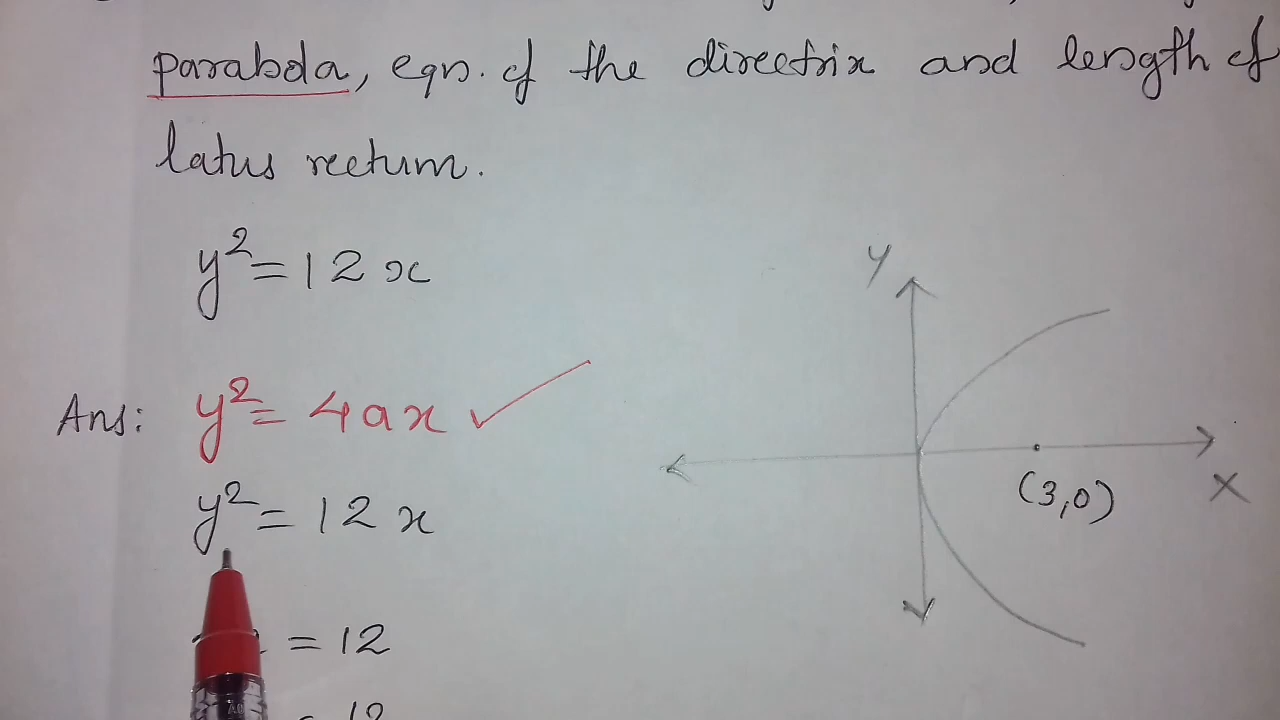 parabola, eqn. of the directrix and length of
latus rectum.
y² = 12x
Ans: y² = 4ax ✓
y² = 12x
= 12
Y
X
(3,0)